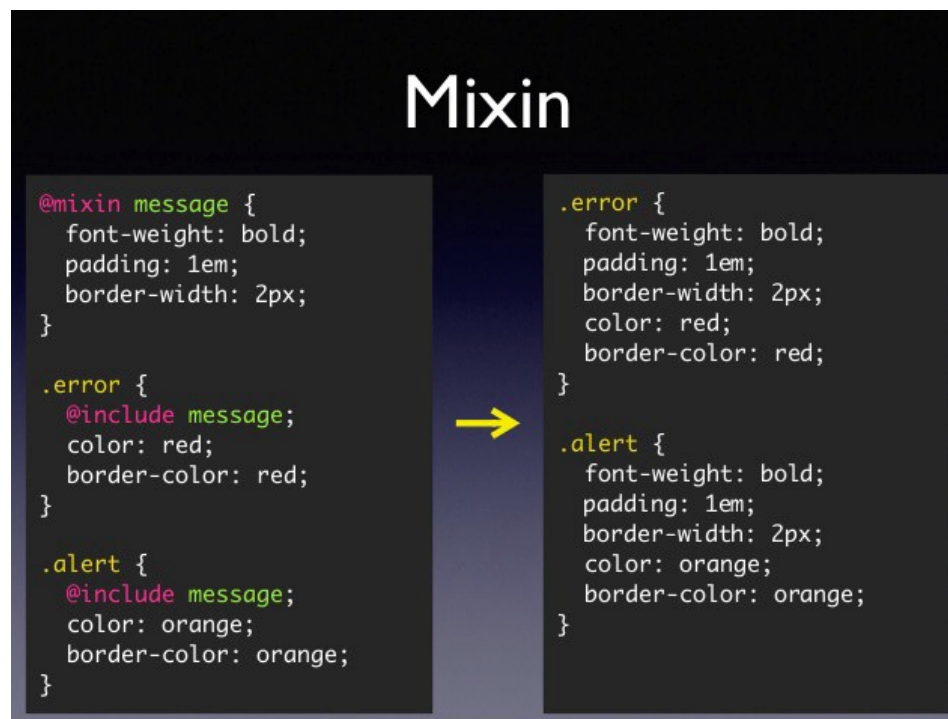 Mixin
@mixin message {
font-weight: bold;
padding: 1em;
border-width: 2px;
}
.error {
@include message;
color: red;
border-color: red;
}
.alert {
@include message;
color: orange;
border-color: orange;
}
.error {
font-weight: bold;
padding: 1em;
border-width: 2px;
color: red;
border-color: red;
}
.alert {
font-weight: bold;
padding: 1em;
border-width: 2px;
color: orange;
border-color: orange;
}